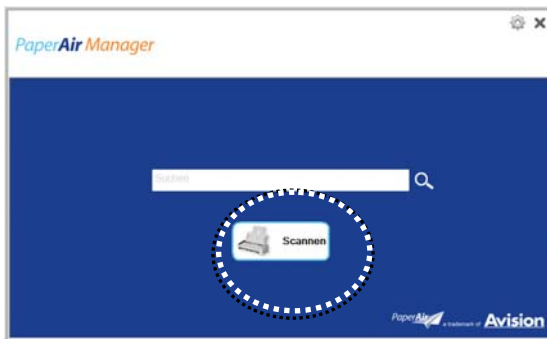 PaperAir Manager
Suchen
Scannen
PaperAir a trademark of Avision